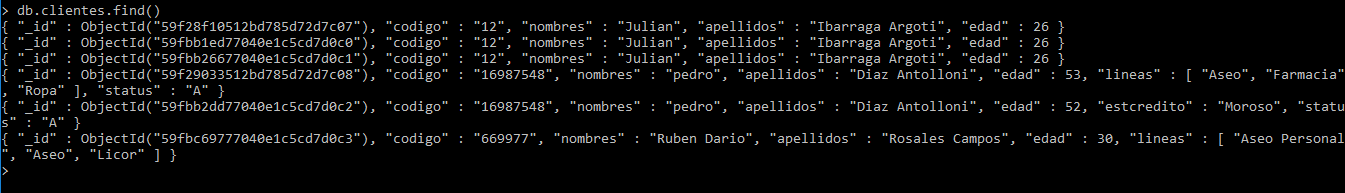 > db.clientes.find()
{ "_id" : ObjectId("59f28f10512bd785d72d7c07"), "codigo" : "12", "nombres" : "Julian", "apellidos" : "Ibarraga Argoti", "edad" : 26 }
{ "_id" : ObjectId("59fbb1ed77040e1c5cd7d0c0"), "codigo" : "12", "nombres" : "Julian", "apellidos" : "Ibarraga Argoti", "edad" : 26 }
{ "_id" : ObjectId("59fbb26677040e1c5cd7d0c1"), "codigo" : "12", "nombres" : "Julian", "apellidos" : "Ibarraga Argoti", "edad" : 26 }
{ "_id" : ObjectId("59f29033512bd785d72d7c08"), "codigo" : "16987548", "nombres" : "pedro", "apellidos" : "Diaz Antolloni", "edad" : 53, "lineas" : [ "Aseo", "Farmacia"
, "Ropa" ], "status" : "A" }
{ "_id" : ObjectId("59fbb2dd77040e1c5cd7d0c2"), "codigo" : "16987548", "nombres" : "pedro", "apellidos" : "Diaz Antolloni", "edad" : 52, "estcredito" : "Moroso", "statu
s" : "A" }
{ "_id" : ObjectId("59fbc69777040e1c5cd7d0c3"), "codigo" : "669977", "nombres" : "Ruben Dario", "apellidos" : "Rosales Campos", "edad" : 30, "lineas" : [ "Aseo Personal
", "Aseo", "Licor" ] }
>